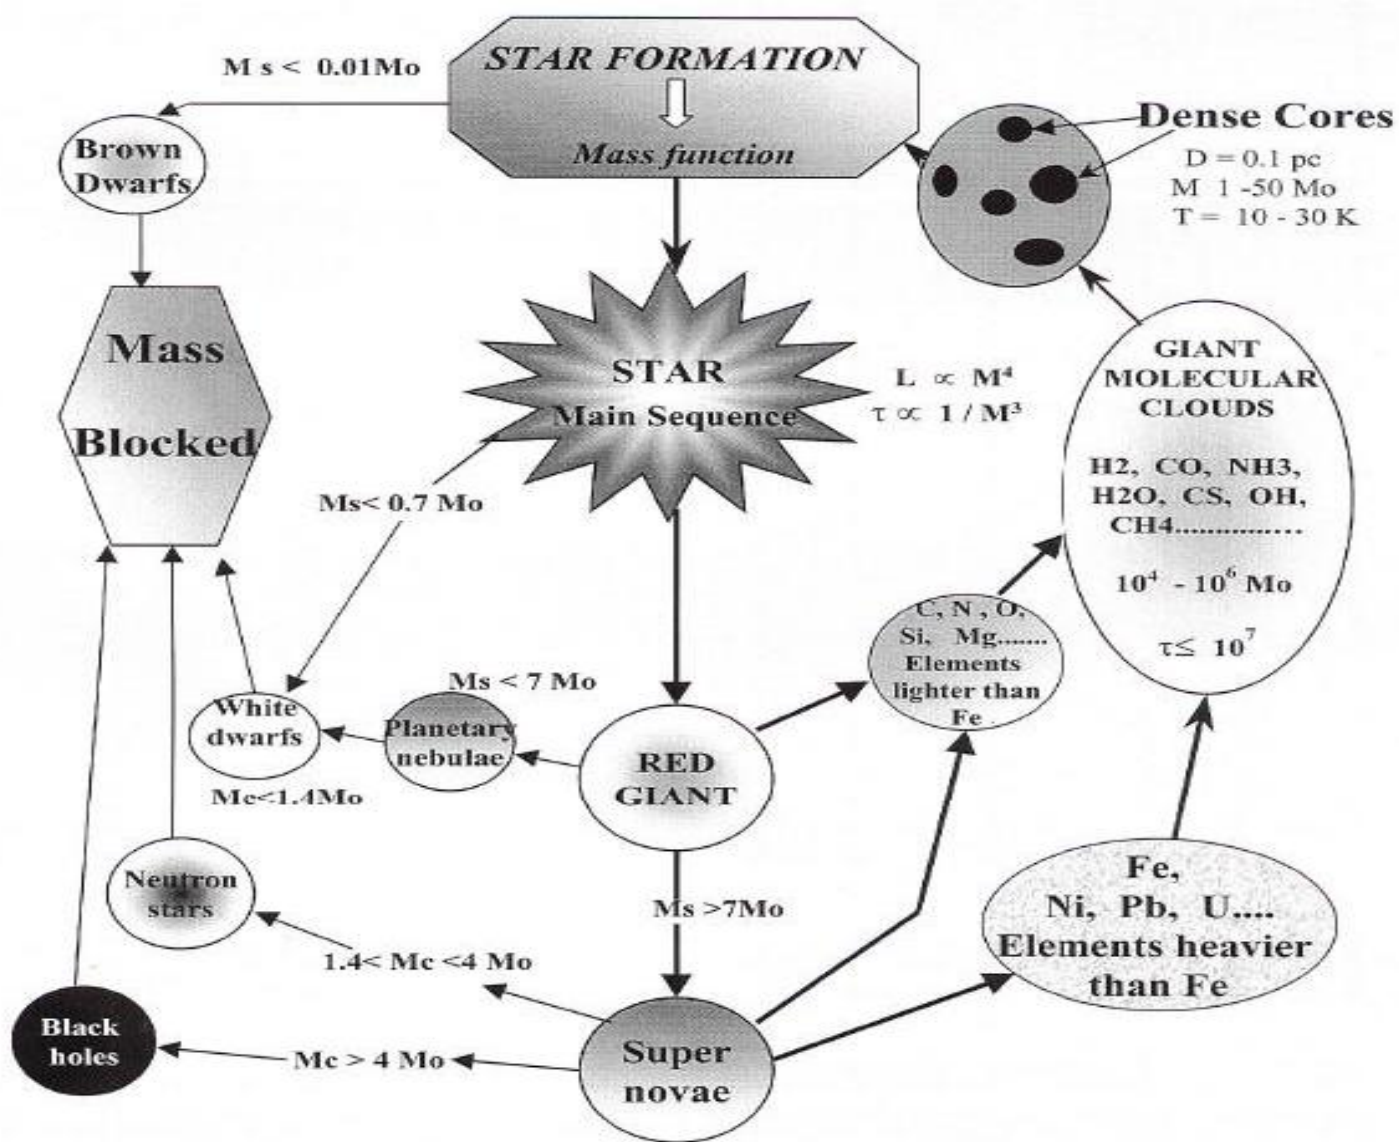 STAR FORMATION
Mass function
M s < 0.01Mo
Brown
Dwarfs
Dense Cores
D = 0.1 pc
M 1 -50 Mo
T = 10 - 30 K
Mass
Blocked
STAR
Main Sequence
L ∝ M⁴
τ ∝ 1 / M³
GIANT
MOLECULAR
CLOUDS
H2, CO, NH3,
H2O, CS, OH,
CH4...............
10⁴ - 10⁶ Mo
τ≤ 10⁷
Ms< 0.7 Mo
C, N , O,
Si, Mg.......
Elements
lighter than
Fe
Ms < 7 Mo
White
dwarfs
Planetary
nebulae
RED
GIANT
Mc<1.4Mo
Neutron
stars
Ms >7Mo
Fe,
Ni, Pb, U....
Elements heavier
than Fe
1.4< Mc <4 Mo
Black
holes
Mc > 4 Mo
Super
novae